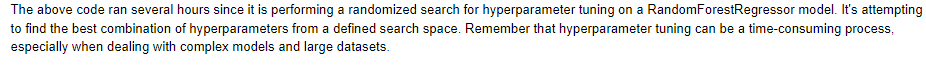 The above code ran several hours since it is performing a randomized search for hyperparameter tuning on a RandomForestRegressor model. It's attempting
to find the best combination of hyperparameters from a defined search space. Remember that hyperparameter tuning can be a time-consuming process,
especially when dealing with complex models and large datasets.